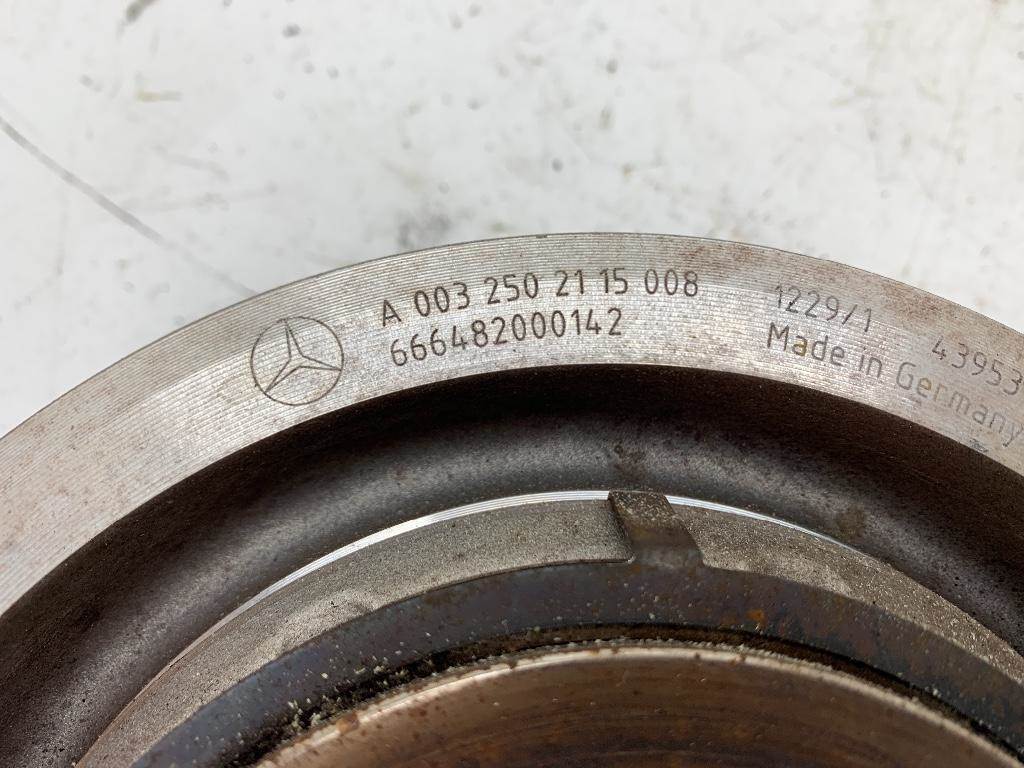 A 003 250 21 15 008
666482000142
1229/1 43953
Made in Germany